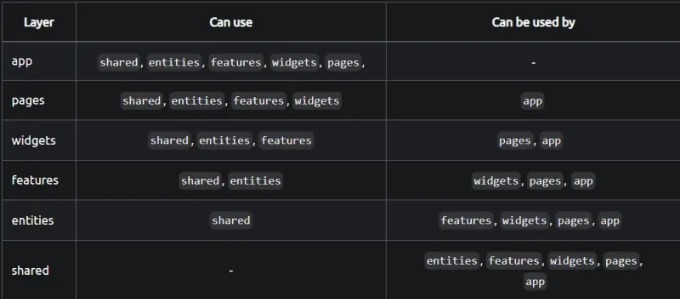 Layer Can use Can be used by
app shared, entities, features, widgets, pages, -
pages shared, entities, features, widgets app
widgets shared, entities, features pages, app
features shared, entities widgets, pages, app
entities shared features, widgets, pages, app
shared - entities, features, widgets, pages,
app